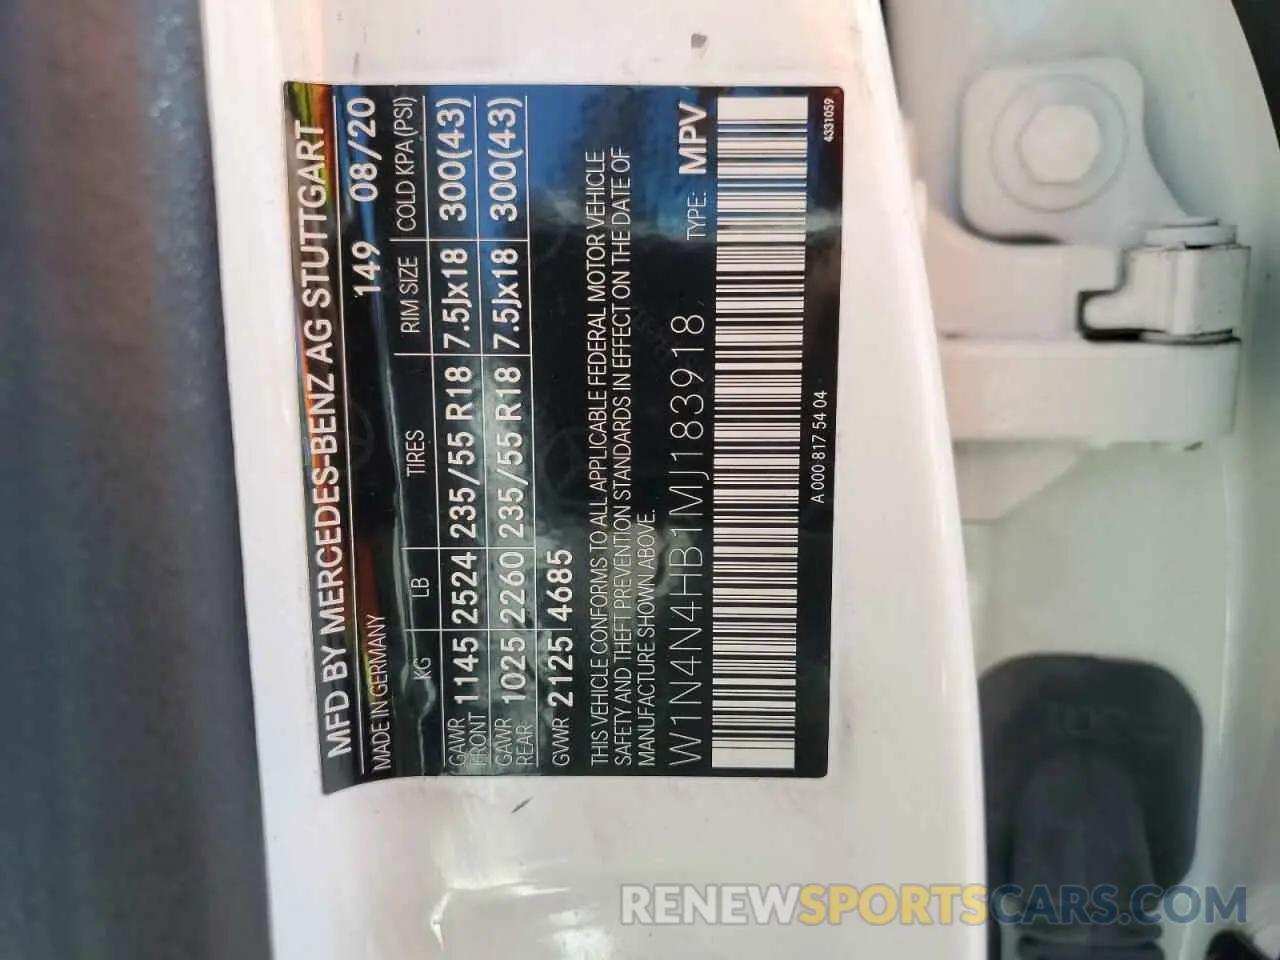 MFD BY MERCEDES-BENZ AG STUTTGART
MADE IN GERMANY 149 08/20
KG LB TIRES RIM SIZE COLD KPA(PSI)
GAWR FRONT 1145 2524 235/55 R18 7.5Jx18 300(43)
GAWR REAR 1025 2260 235/55 R18 7.5Jx18 300(43)
GVWR 2125 4685
THIS VEHICLE CONFORMS TO ALL APPLICABLE FEDERAL MOTOR VEHICLE
SAFETY AND THEFT PREVENTION STANDARDS IN EFFECT ON THE DATE OF
MANUFACTURE SHOWN ABOVE.
W1N4N4HB1MJ183918 TYPE: MPV
A 000 817 54 04 4331059
RENEWSPORTSCARS.COM